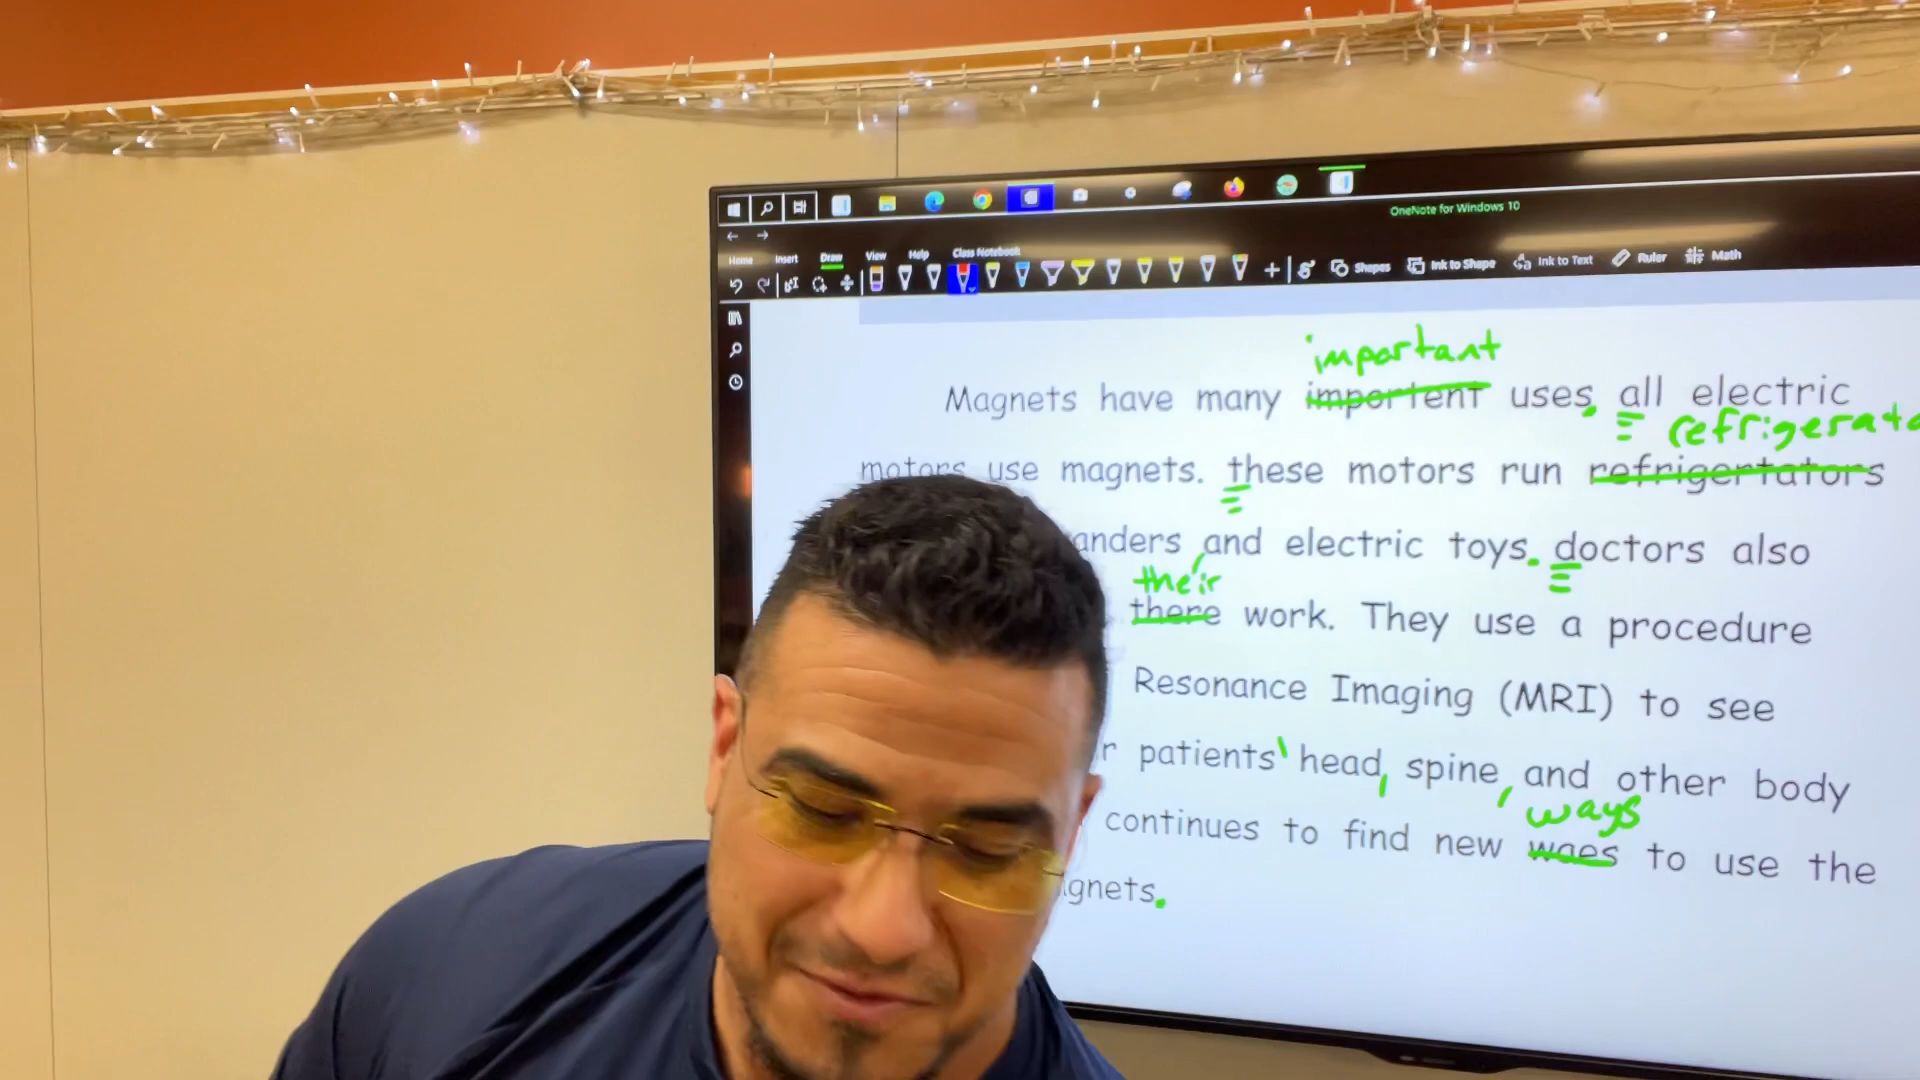 OneNote for Windows 10
Home Insert Draw View Help Class Notebook
Shapes Ink to Shape Ink to Text Ruler Math
important
Magnets have many importent uses. all electric
refrigerato
motors use magnets. these motors run refrigertators
anders, and electric toys. doctors also
their
there work. They use a procedure
Resonance Imaging (MRI) to see
r patients' head, spine, and other body
ways
continues to find new waes to use the
gnets.